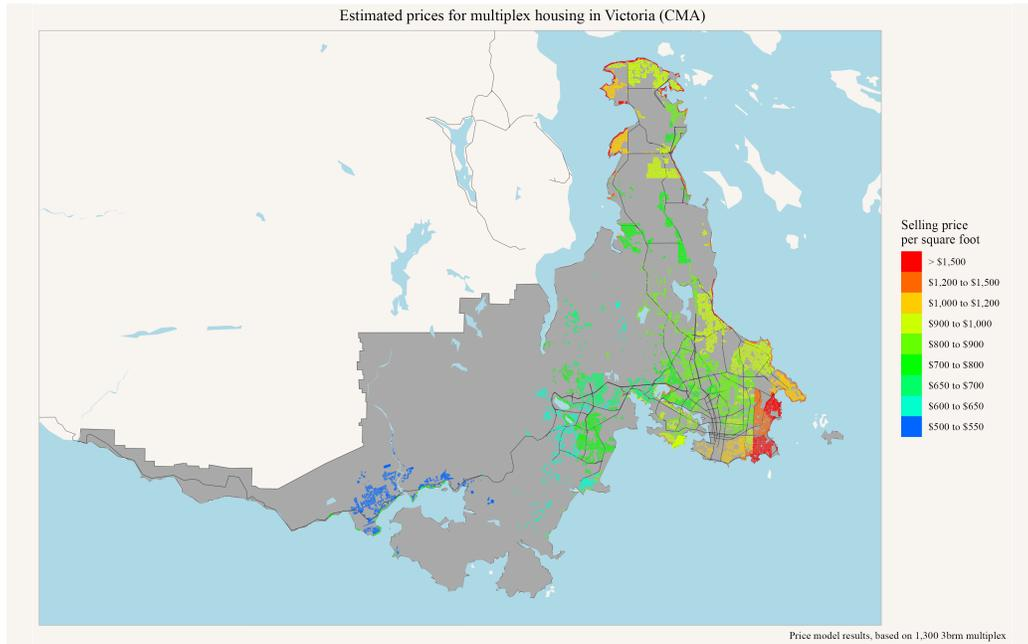 Estimated prices for multiplex housing in Victoria (CMA)
Selling price
per square foot
> $1,500
$1,200 to $1,500
$1,000 to $1,200
$900 to $1,000
$800 to $900
$700 to $800
$650 to $700
$600 to $650
$500 to $550
Price model results, based on 1,300 3brm multiplex